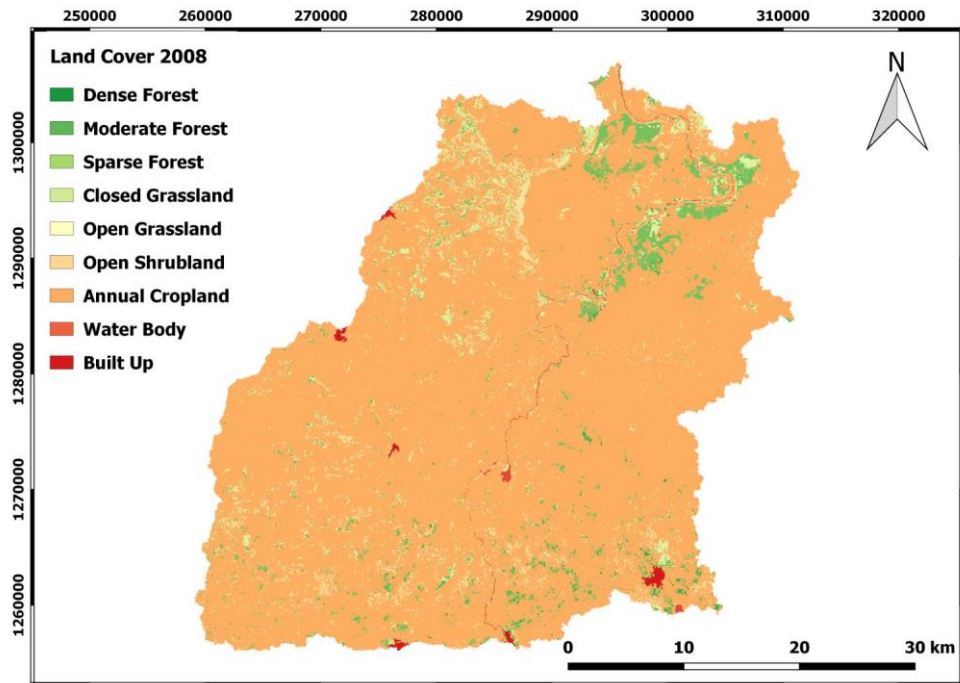 250000 260000 270000 280000 290000 300000 310000 320000
Land Cover 2008
Dense Forest
Moderate Forest
Sparse Forest
Closed Grassland
Open Grassland
Open Shrubland
Annual Cropland
Water Body
Built Up
N
1300000
1290000
1280000
1270000
1260000
0 10 20 30 km